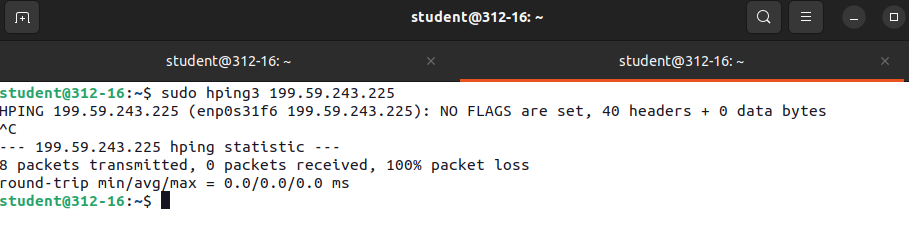 student@312-16: ~
student@312-16: ~
student@312-16: ~
student@312-16:~$ sudo hping3 199.59.243.225
HPING 199.59.243.225 (enp0s31f6 199.59.243.225): NO FLAGS are set, 40 headers + 0 data bytes
^C
--- 199.59.243.225 hping statistic ---
8 packets transmitted, 0 packets received, 100% packet loss
round-trip min/avg/max = 0.0/0.0/0.0 ms
student@312-16:~$